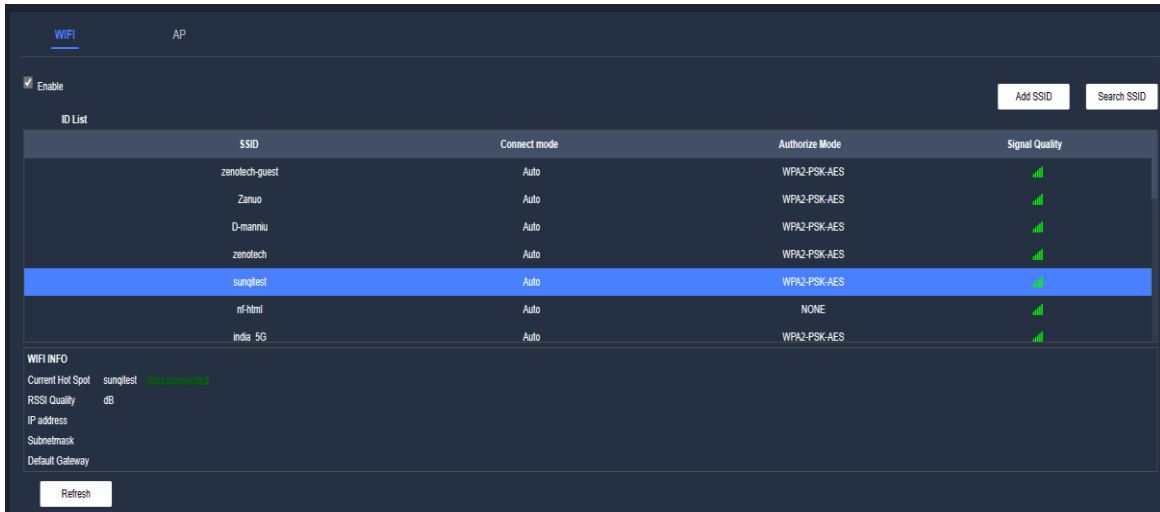 WIFI AP
Enable
Add SSID Search SSID
ID List
SSID Connect mode Authorize Mode Signal Quality
zenotech-guest Auto WPA2-PSK-AES
Zanuo Auto WPA2-PSK-AES
D-manniu Auto WPA2-PSK-AES
zenotech Auto WPA2-PSK-AES
sunqitest Auto WPA2-PSK-AES
nf-html Auto NONE
india_5G Auto WPA2-PSK-AES
WIFI INFO
Current Hot Spot sunqitest disconnected
RSSI Quality dB
IP address
Subnetmask
Default Gateway
Refresh